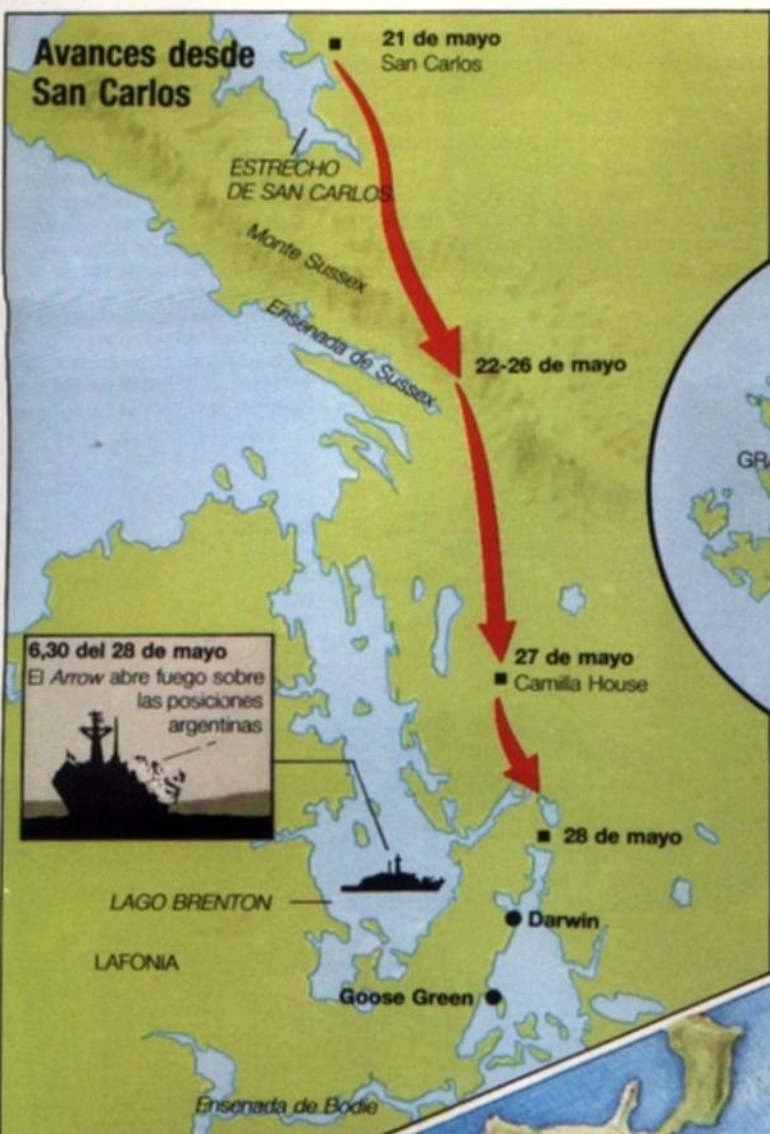 Avances desde
San Carlos
21 de mayo
San Carlos
ESTRECHO
DE SAN CARLOS
Monte Sussex
Ensenada de Sussex
22-26 de mayo
GRA
6,30 del 28 de mayo
El Arrow abre fuego sobre
las posiciones
argentinas
27 de mayo
Camilla House
28 de mayo
LAGO BRENTON
Darwin
LAFONIA
Goose Green
Ensenada de Bodie